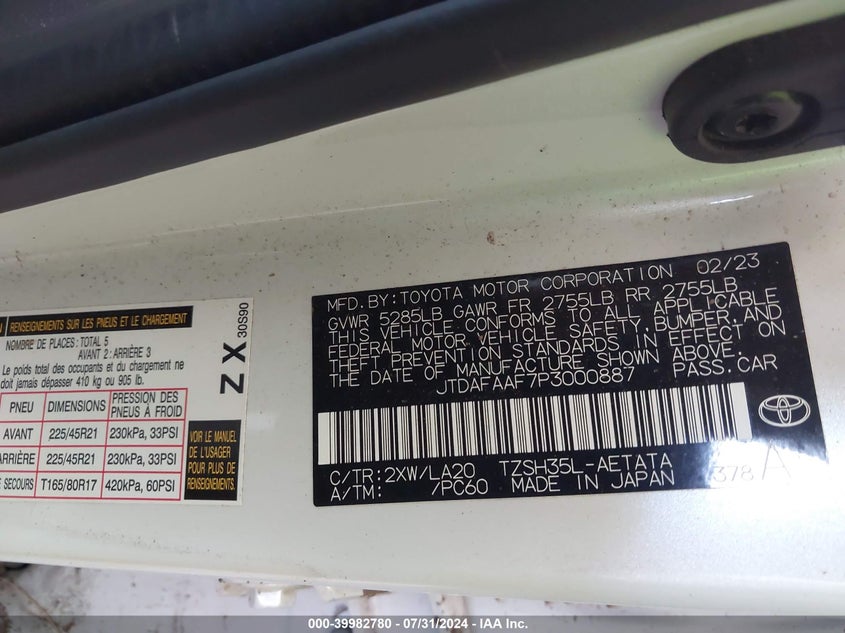 N RENSEIGNEMENTS SUR LES PNEUS ET LE CHARGEMENT
NOMBRE DE PLACES: TOTAL 5
AVANT 2: ARRIÈRE 3
Le poids total des occupants et du chargement ne
doit jamais dépasser 410 kg ou 905 lb.
PNEU DIMENSIONS PRESSION DES PNEUS À FROID
AVANT 225/45R21 230kPa, 33PSI
ARRIÈRE 225/45R21 230kPa, 33PSI
E SECOURS T165/80R17 420kPa, 60PSI
VOIR LE MANUEL
DE L'USAGER
POUR PLUS DE
RENSEIGNEMENTS.
ZX 30S90
MFD. BY: TOYOTA MOTOR CORPORATION 02/23
GVWR 5285LB GAWR FR 2755LB RR 2755LB
THIS VEHICLE CONFORMS TO ALL APPLICABLE
FEDERAL MOTOR VEHICLE SAFETY, BUMPER, AND
THEFT PREVENTION STANDARDS IN EFFECT ON
THE DATE OF MANUFACTURE SHOWN ABOVE.
JTDAFAAF7P3000887 PASS. CAR
C/TR: 2XW/LA20 TZSH35L-AETATA
A/TM: /PC60 MADE IN JAPAN 378 A
000-39982780 - 07/31/2024 - IAA Inc.